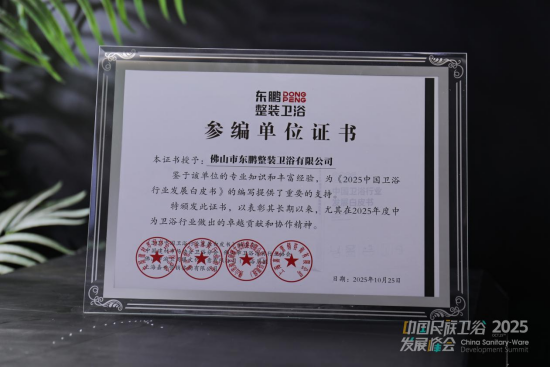 东鹏 DONG PENG
整装卫浴
参编单位证书
本证书授予：佛山市东鹏整装卫浴有限公司
鉴于该单位的专业知识和丰富经验，为《2025中国卫浴
行业发展白皮书》的编写提供了重要的支持。
特颁发此证书，以表彰其长期以来，尤其在2025年度中
为卫浴行业做出的卓越贡献和协作精神。
日期：2025年10月25日
中国民族卫浴 2025
发展峰会 China Sanitary-Ware
Development Summit